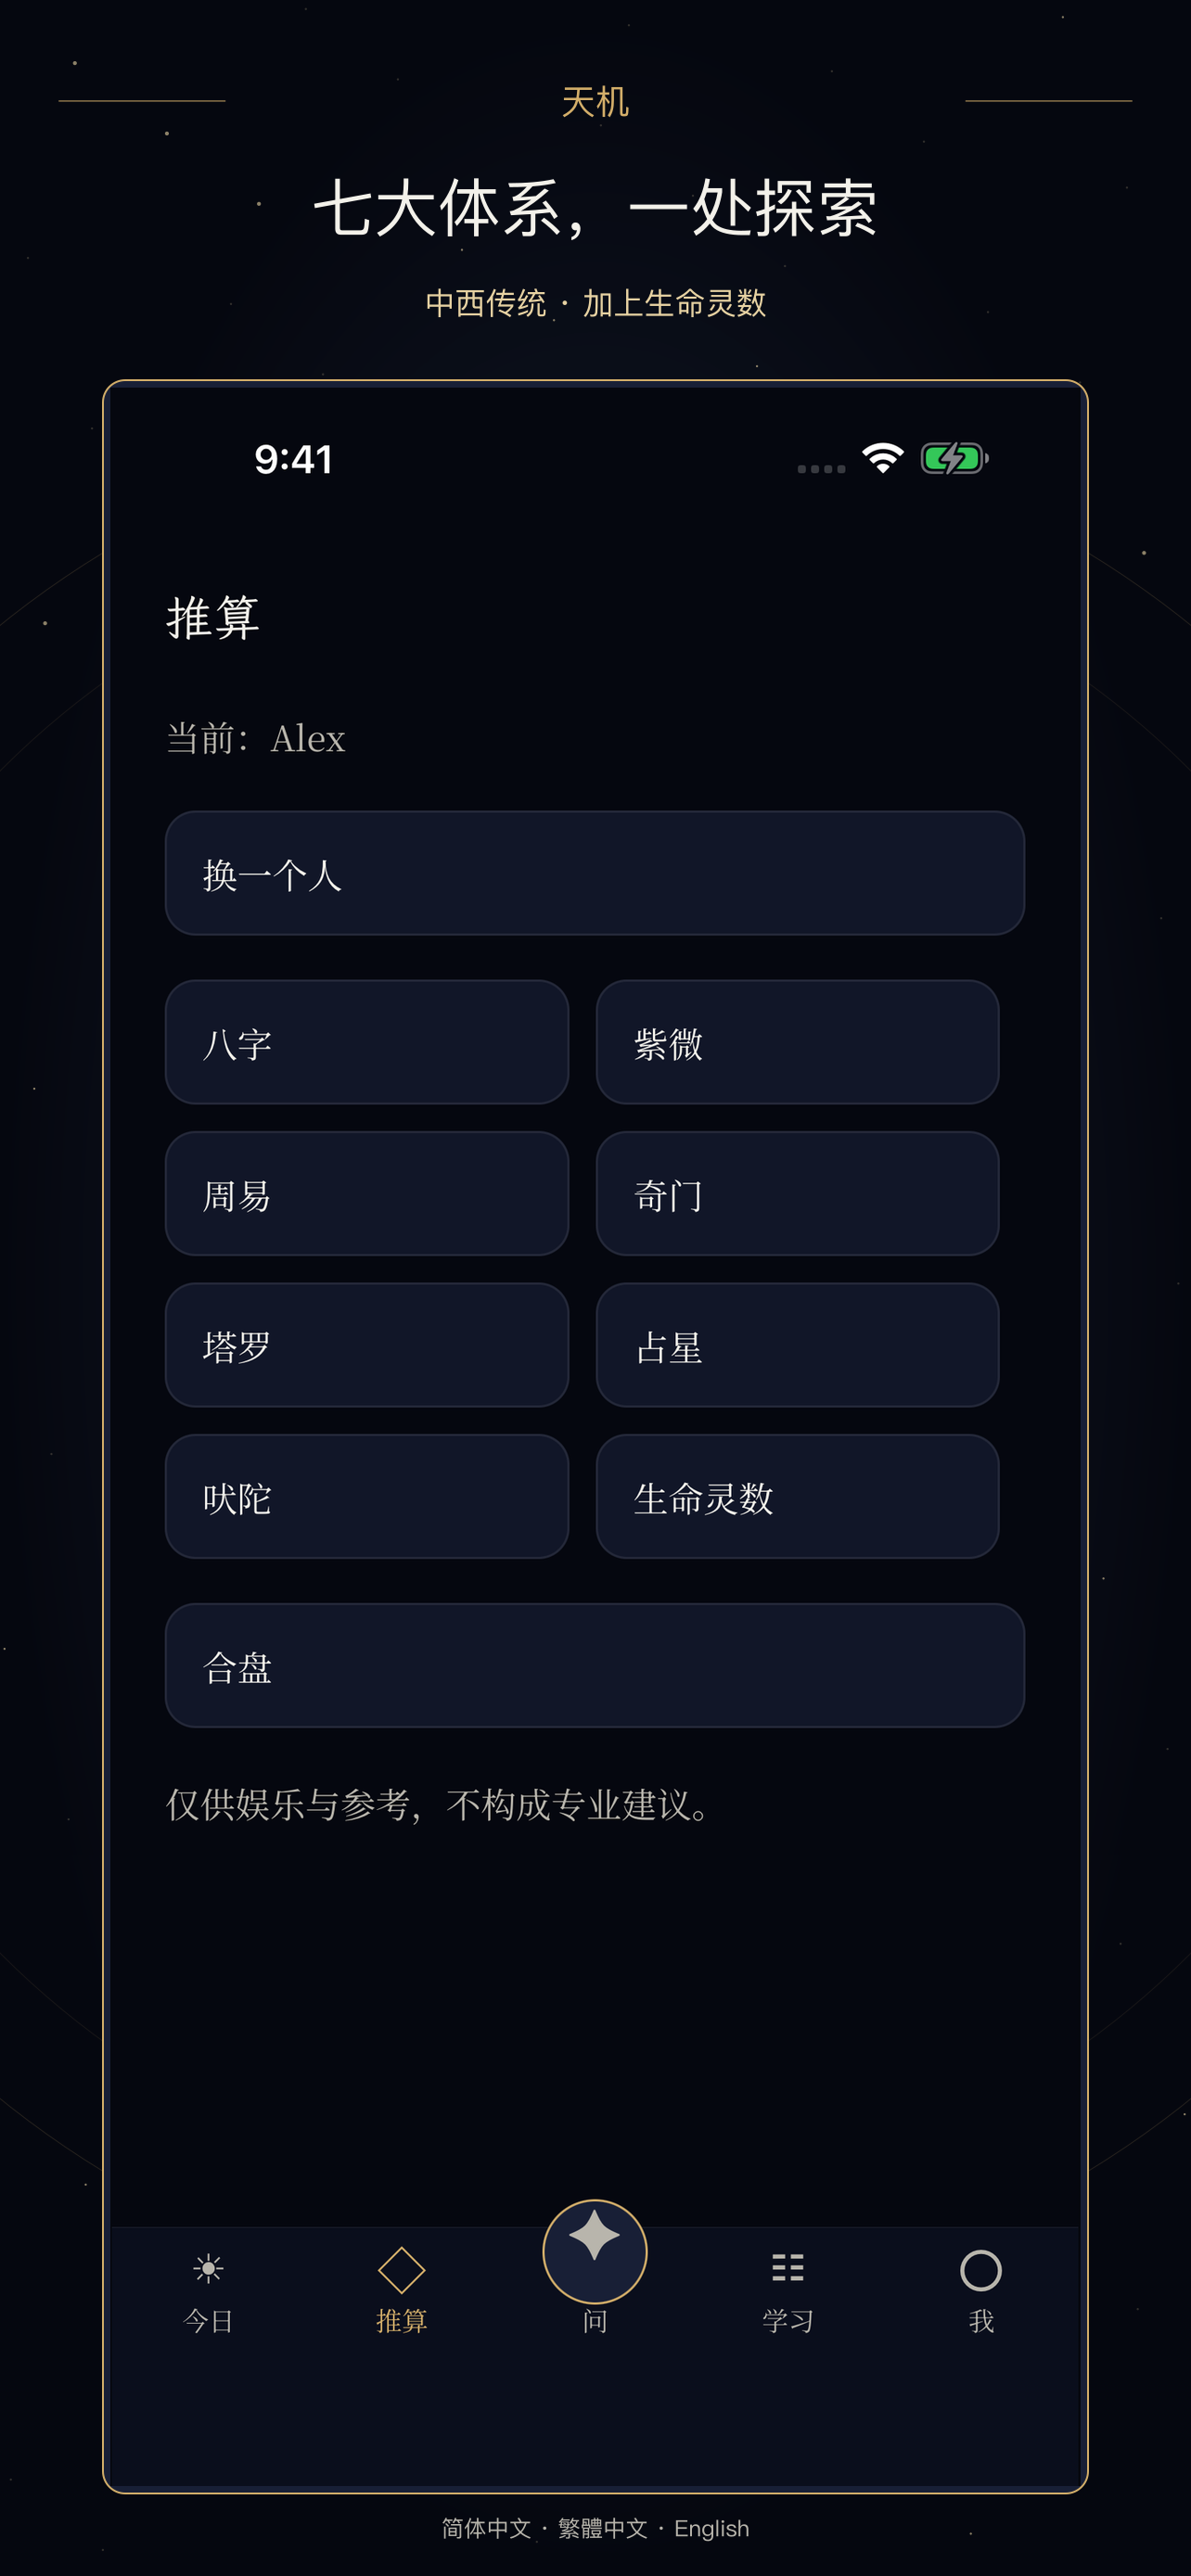 天机
七大体系，一处探索
中西传统 · 加上生命灵数
9:41
推算
当前：Alex
换一个人
八字
紫微
周易
奇门
塔罗
占星
吠陀
生命灵数
合盘
仅供娱乐与参考，不构成专业建议。
今日
推算
问
学习
我
简体中文 · 繁體中文 · English